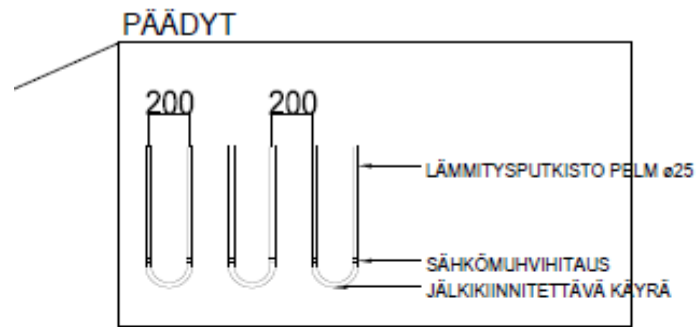 PÄÄDYT
200 200
LÄMMITYSPUTKISTO PELM ø25
SÄHKÖMUHVIHITAUS
JÄLKIKIINNITETTÄVÄ KÄYRÄ